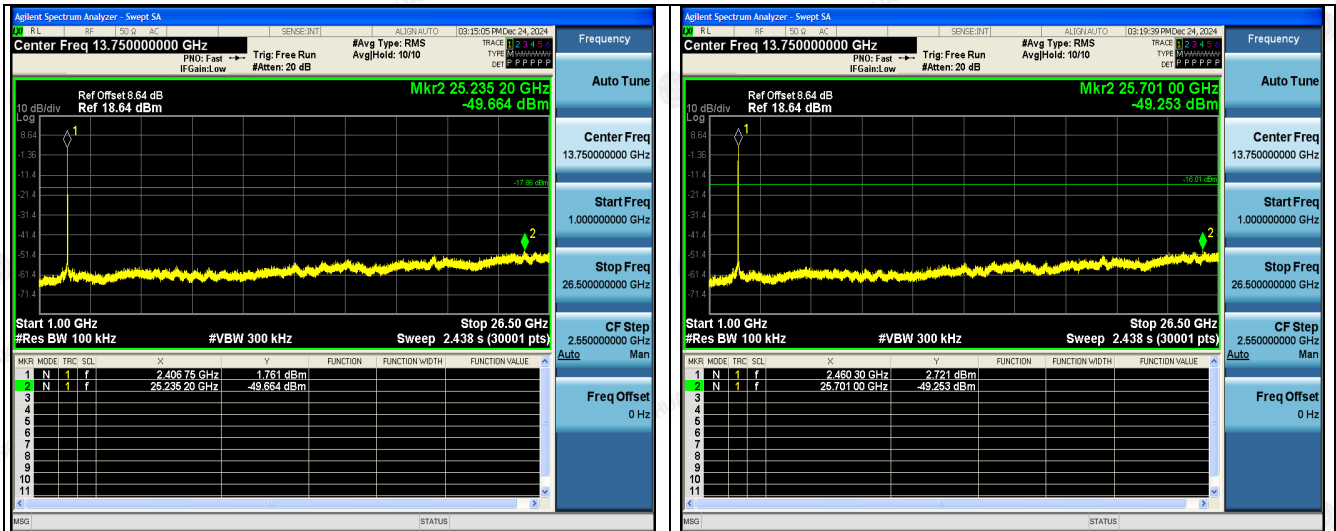 Agilent Spectrum Analyzer - Swept SA
LXI RL RF 50 Ω AC SENSE:INT ALIGN AUTO 03:15:05 PM Dec 24, 2024
Center Freq 13.750000000 GHz
PNO: Fast
IFGain:Low
Trig: Free Run
#Atten: 20 dB
#Avg Type: RMS
Avg|Hold: 10/10
TRACE 1 2 3 4 5 6
TYPE M
DET P P P P P P
Ref Offset 8.64 dB
10 dB/div Ref 18.64 dBm
Log
Mkr2 25.235 20 GHz
-49.664 dBm
8.64
-1.36
-11.4
-21.4
-31.4
-41.4
-51.4
-61.4
-71.4
1
-17.86 dBm
2
Start 1.00 GHz Stop 26.50 GHz
#Res BW 100 kHz #VBW 300 kHz Sweep 2.438 s (30001 pts)
MKR MODE TRC SCL X Y FUNCTION FUNCTION WIDTH FUNCTION VALUE
1 N 1 f 2.406 75 GHz 1.761 dBm
2 N 1 f 25.235 20 GHz -49.664 dBm
3
4
5
6
7
8
9
10
11
MSG STATUS
Frequency
Auto Tune
Center Freq
13.750000000 GHz
Start Freq
1.000000000 GHz
Stop Freq
26.500000000 GHz
CF Step
2.550000000 GHz
Auto Man
Freq Offset
0 Hz
Agilent Spectrum Analyzer - Swept SA
LXI RL RF 50 Ω AC SENSE:INT ALIGN AUTO 03:19:39 PM Dec 24, 2024
Center Freq 13.750000000 GHz
PNO: Fast
IFGain:Low
Trig: Free Run
#Atten: 20 dB
#Avg Type: RMS
Avg|Hold: 10/10
TRACE 1 2 3 4 5 6
TYPE M
DET P P P P P P
Ref Offset 8.64 dB
10 dB/div Ref 18.64 dBm
Log
Mkr2 25.701 00 GHz
-49.253 dBm
8.64
-1.36
-11.4
-21.4
-31.4
-41.4
-51.4
-61.4
-71.4
1
-16.01 dBm
2
Start 1.00 GHz Stop 26.50 GHz
#Res BW 100 kHz #VBW 300 kHz Sweep 2.438 s (30001 pts)
MKR MODE TRC SCL X Y FUNCTION FUNCTION WIDTH FUNCTION VALUE
1 N 1 f 2.460 30 GHz 2.721 dBm
2 N 1 f 25.701 00 GHz -49.253 dBm
3
4
5
6
7
8
9
10
11
MSG STATUS
Frequency
Auto Tune
Center Freq
13.750000000 GHz
Start Freq
1.000000000 GHz
Stop Freq
26.500000000 GHz
CF Step
2.550000000 GHz
Auto Man
Freq Offset
0 Hz